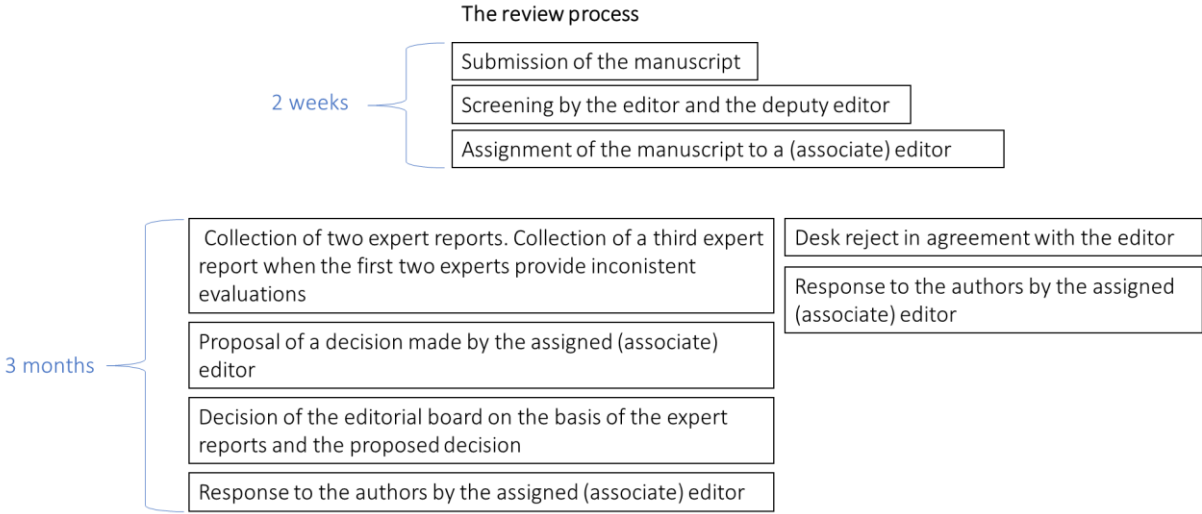 The review process
2 weeks
Submission of the manuscript
Screening by the editor and the deputy editor
Assignment of the manuscript to a (associate) editor
3 months
Collection of two expert reports. Collection of a third expert
report when the first two experts provide inconistent
evaluations
Proposal of a decision made by the assigned (associate)
editor
Decision of the editorial board on the basis of the expert
reports and the proposed decision
Response to the authors by the assigned (associate) editor
Desk reject in agreement with the editor
Response to the authors by the assigned
(associate) editor